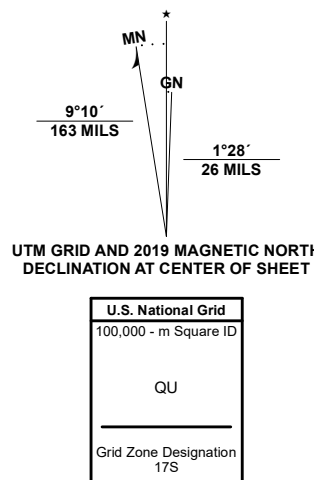 ★
MN
GN
9°10´
163 MILS
1°28´
26 MILS
UTM GRID AND 2019 MAGNETIC NORTH
DECLINATION AT CENTER OF SHEET
U.S. National Grid
100,000 - m Square ID
QU
Grid Zone Designation
17S